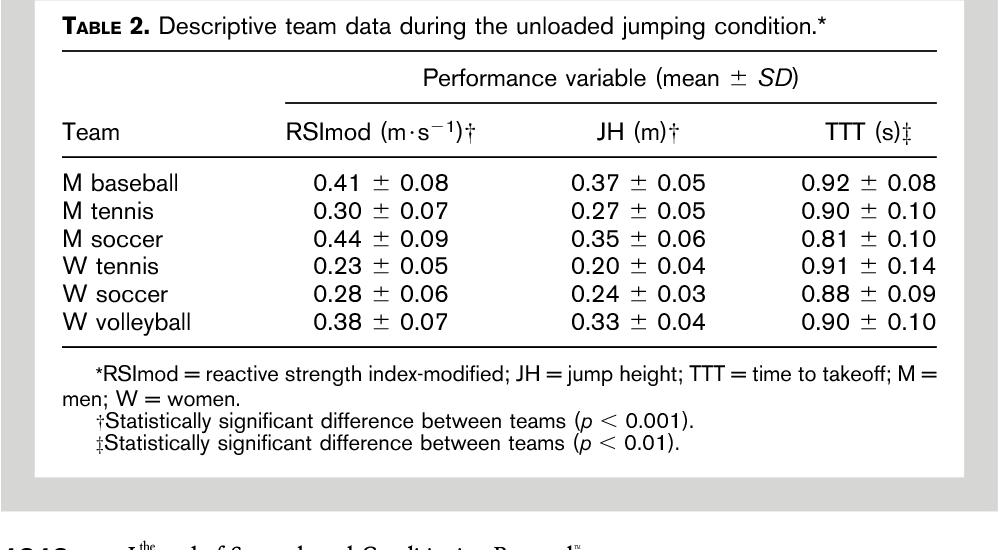 TABLE 2. Descriptive team data during the unloaded jumping condition.*
Performance variable (mean ± SD)
Team RSImod (m·s−1)† JH (m)† TTT (s)‡
M baseball 0.41 ± 0.08 0.37 ± 0.05 0.92 ± 0.08
M tennis 0.30 ± 0.07 0.27 ± 0.05 0.90 ± 0.10
M soccer 0.44 ± 0.09 0.35 ± 0.06 0.81 ± 0.10
W tennis 0.23 ± 0.05 0.20 ± 0.04 0.91 ± 0.14
W soccer 0.28 ± 0.06 0.24 ± 0.03 0.88 ± 0.09
W volleyball 0.38 ± 0.07 0.33 ± 0.04 0.90 ± 0.10
*RSImod = reactive strength index-modified; JH = jump height; TTT = time to takeoff; M =
men; W = women.
†Statistically significant difference between teams (p < 0.001).
‡Statistically significant difference between teams (p < 0.01).
the